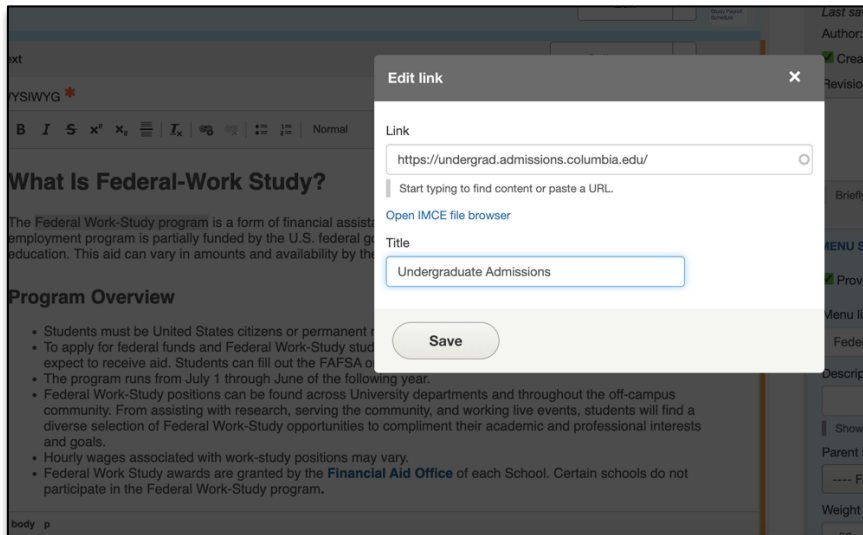 Last sa
Author:
Crea
Revisio
ext
WYSIWYG *
B I S x² x₂ Iₓ Normal
What Is Federal-Work Study?
The Federal Work-Study program is a form of financial assista
employment program is partially funded by the U.S. federal go
education. This aid can vary in amounts and availability by the
Program Overview
Students must be United States citizens or permanent r
To apply for federal funds and Federal Work-Study stud
expect to receive aid. Students can fill out the FAFSA o
The program runs from July 1 through June of the following year.
Federal Work-Study positions can be found across University departments and throughout the off-campus
community. From assisting with research, serving the community, and working live events, students will find a
diverse selection of Federal Work-Study opportunities to compliment their academic and professional interests
and goals.
Hourly wages associated with work-study positions may vary.
Federal Work Study awards are granted by the Financial Aid Office of each School. Certain schools do not
participate in the Federal Work-Study program.
body p
Edit link ×
Link
https://undergrad.admissions.columbia.edu/
Start typing to find content or paste a URL.
Open IMCE file browser
Title
Undergraduate Admissions
Save
Briefly
MENU S
Prov
Menu li
Feder
Descrip
Show
Parent
---- F
Weight